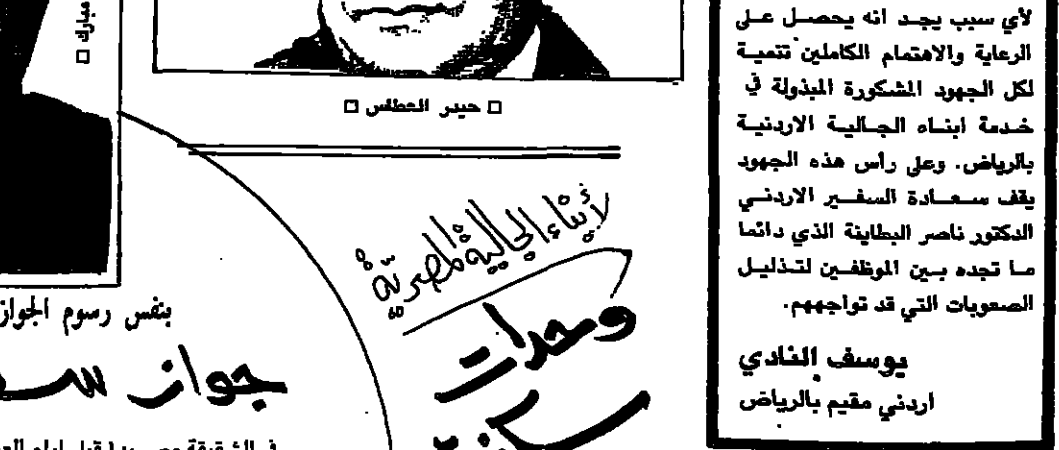 لأي سبب يجد انه يحصل على
الرعاية والاهتمام الكاملين تتمية
لكل الجهود المشكورة المبذولة في
خدمة ابناء الجالية الاردنية
بالرياض. وعلى رأس هذه الجهود
يقف سعادة السفير الاردني
الدكتور ناصر البطاينة الذي دائما
ما تجده بين الموظفين لتذليل
الصعوبات التي قد تواجههم.
يوسف النادي
اردني مقيم بالرياض
□ حيدر العطاس □
مبارك □
لأبناء الجالية المصرية
وحدات
بنفس رسوم الجواز
جواز